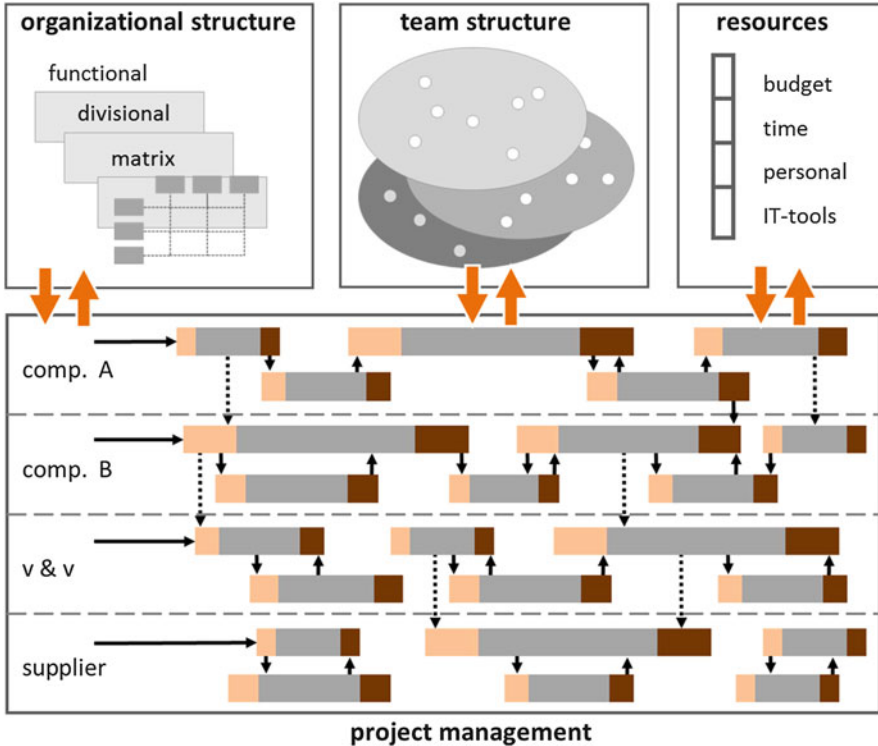 organizational structure
functional
divisional
matrix
team structure
resources
budget
time
personal
IT-tools
comp. A
comp. B
v & v
supplier
project management